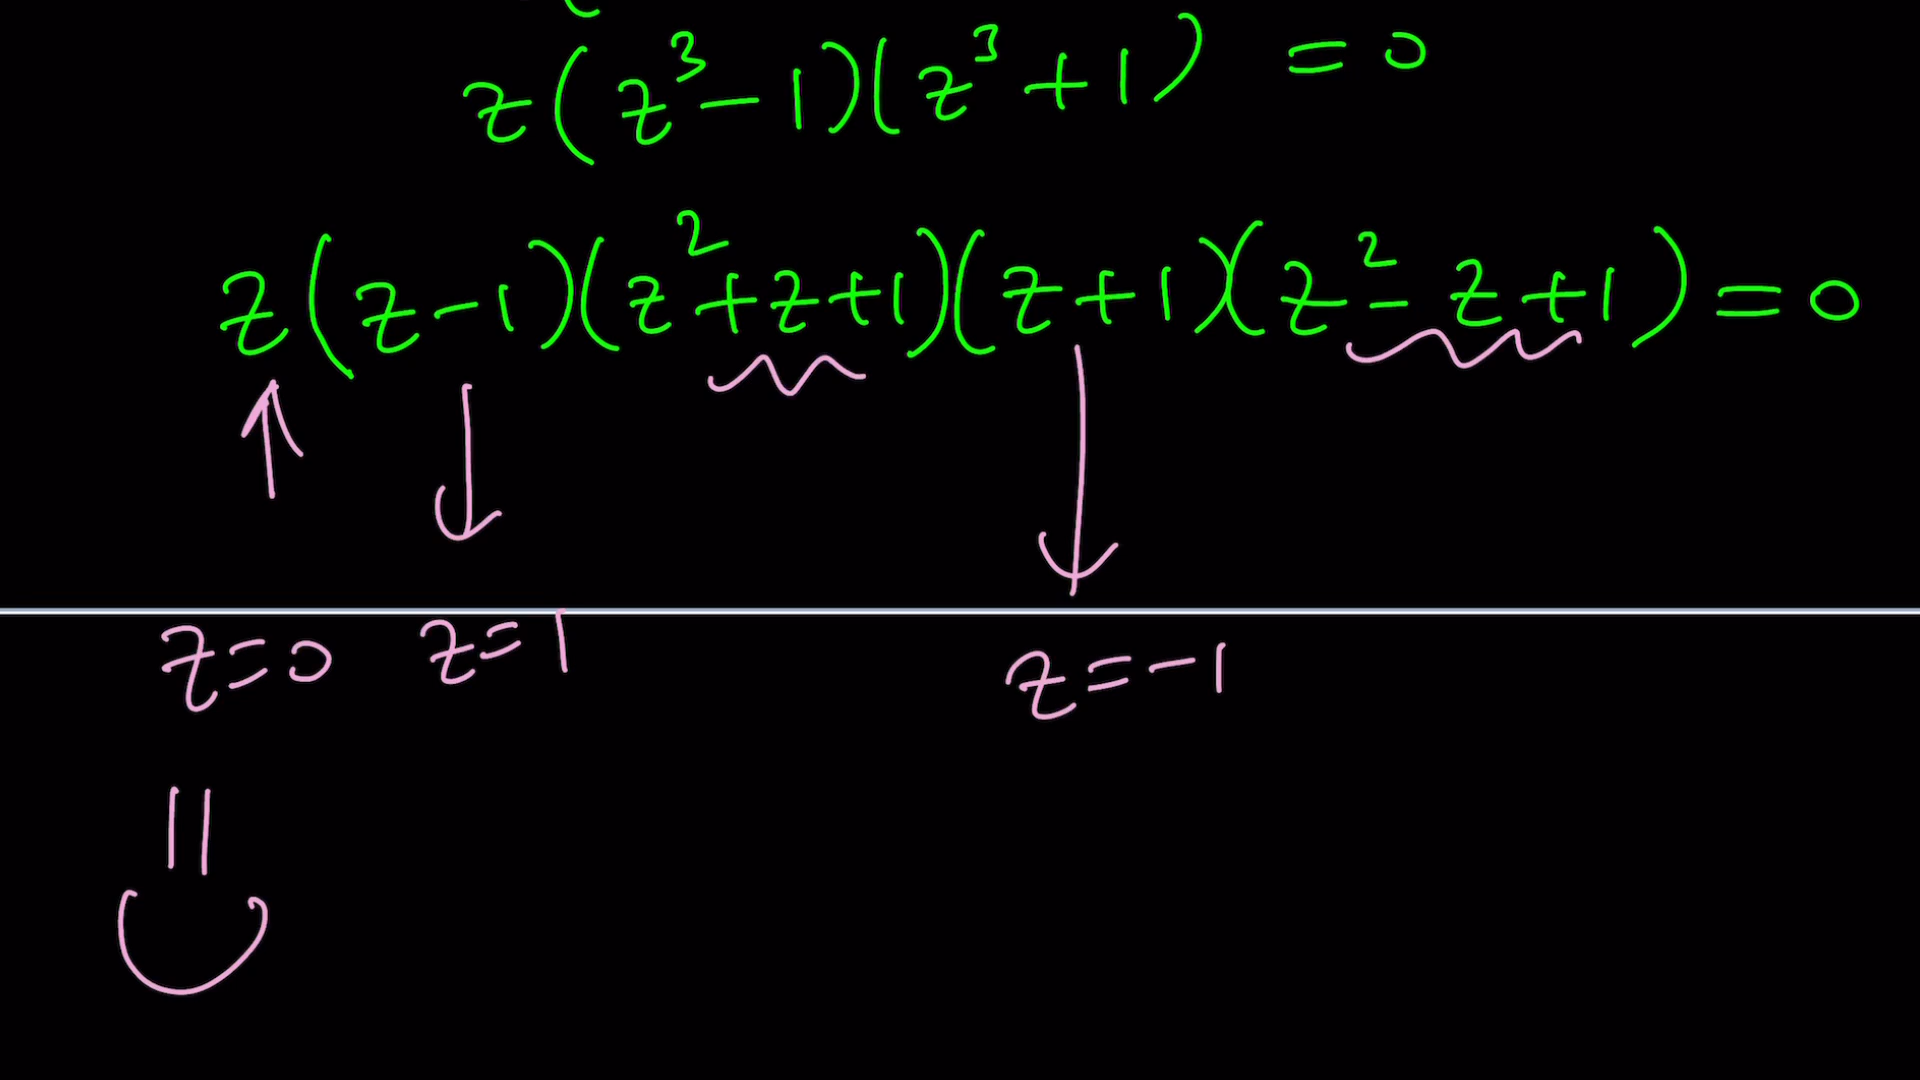 z(z³-1)(z³+1) = 0
z(z-1)(z²+z+1)(z+1)(z²-z+1)=0
z=0 z=1 z=-1